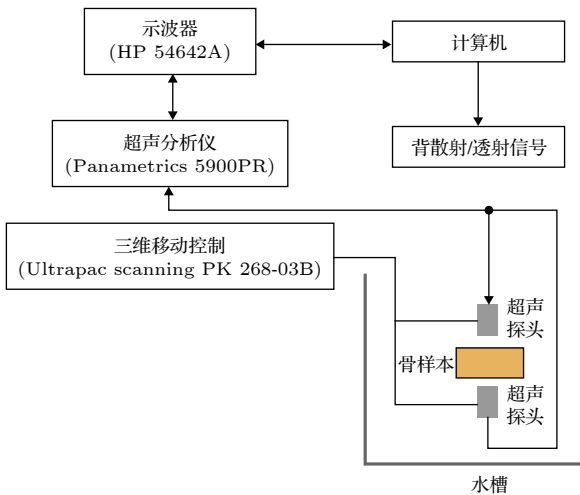 示波器
(HP 54642A)
计算机
超声分析仪
(Panametrics 5900PR)
背散射/透射信号
三维移动控制
(Ultrapac scanning PK 268-03B)
超声
探头
骨样本
超声
探头
水槽